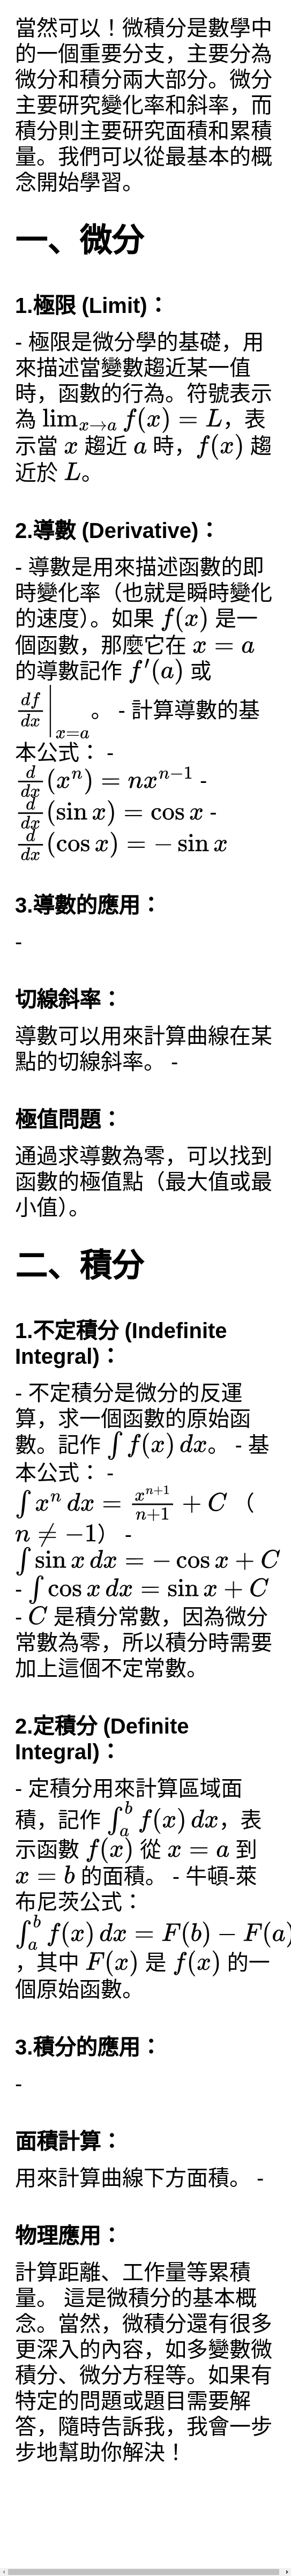 當然可以！微積分是數學中
的一個重要分支，主要分為
微分和積分兩大部分。微分
主要研究變化率和斜率，而
積分則主要研究面積和累積
量。我們可以從最基本的概
念開始學習。
一、微分
1.極限 (Limit)：
- 極限是微分學的基礎，用
來描述當變數趨近某一值
時，函數的行為。符號表示
為 lim_{x→a} f(x) = L，表
示當 x 趨近 a 時，f(x) 趨
近於 L。
2.導數 (Derivative)：
- 導數是用來描述函數的即
時變化率（也就是瞬時變化
的速度）。如果 f(x) 是一
個函數，那麼它在 x = a
的導數記作 f′(a) 或
\frac{df}{dx}|_{x=a}。 - 計算導數的基
本公式： -
\frac{d}{dx}(x^n) = nx^{n−1} -
\frac{d}{dx}(sin x) = cos x -
\frac{d}{dx}(cos x) = − sin x
3.導數的應用：
-
切線斜率：
導數可以用來計算曲線在某
點的切線斜率。 -
極值問題：
通過求導數為零，可以找到
函數的極值點（最大值或最
小值）。
二、積分
1.不定積分 (Indefinite
Integral)：
- 不定積分是微分的反運
算，求一個函數的原始函
數。記作 ∫ f(x) dx。 - 基
本公式： -
∫ x^n dx = \frac{x^{n+1}}{n+1} + C （
n ≠ −1） -
∫ sin x dx = − cos x + C
- ∫ cos x dx = sin x + C
- C 是積分常數，因為微分
常數為零，所以積分時需要
加上這個不定常數。
2.定積分 (Definite
Integral)：
- 定積分用來計算區域面
積，記作 ∫_a^b f(x) dx，表
示函數 f(x) 從 x = a 到
x = b 的面積。 - 牛頓-萊
布尼茨公式：
∫_a^b f(x) dx = F(b) − F(a)
，其中 F(x) 是 f(x) 的一
個原始函數。
3.積分的應用：
-
面積計算：
用來計算曲線下方面積。 -
物理應用：
計算距離、工作量等累積
量。 這是微積分的基本概
念。當然，微積分還有很多
更深入的內容，如多變數微
積分、微分方程等。如果有
特定的問題或題目需要解
答，隨時告訴我，我會一步
步地幫助你解決！